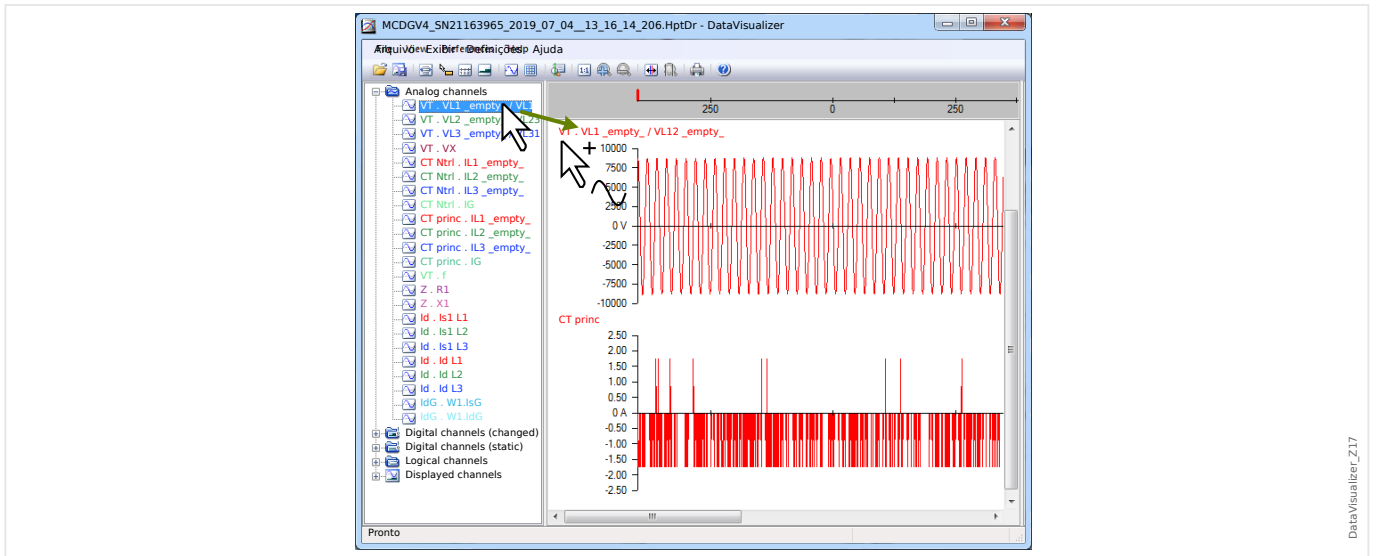 MCDGV4_SN21163965_2019_07_04__13_16_14_206.HptDr - DataVisualizer
Arquivo Exibir Definições Ajuda
Analog channels
VT . VL1 _empty_ / VL1
VT . VL2 _empty_ VL23
VT . VL3 _empty_ VL31
VT . VX
CT Ntrl . IL1 _empty_
CT Ntrl . IL2 _empty_
CT Ntrl . IL3 _empty_
CT Ntrl . IG
CT princ . IL1 _empty_
CT princ . IL2 _empty_
CT princ . IL3 _empty_
CT princ . IG
VT . f
Z . R1
Z . X1
Id . Is1 L1
Id . Is1 L2
Id . Is1 L3
Id . Id L1
Id . Id L2
Id . Id L3
IdG . W1.IsG
IdG . W1.IdG
Digital channels (changed)
Digital channels (static)
Logical channels
Displayed channels
250 0 250
VT . VL1 _empty_ / VL12 _empty_
10000
7500
5000
2500
0 V
-2500
-5000
-7500
-10000
CT princ
2.50
2.00
1.50
1.00
0.50
0 A
-0.50
-1.00
-1.50
-2.00
-2.50
Pronto
DataVisualizer_Z17